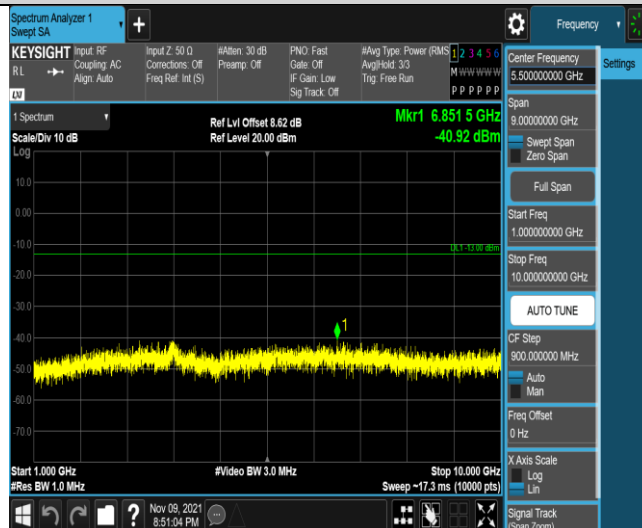 Spectrum Analyzer 1
Swept SA
Frequency
KEYSIGHT
RL
LXI
Input: RF
Coupling: AC
Align: Auto
Input Z: 50 Ω
Corrections: Off
Freq Ref: Int (S)
#Atten: 30 dB
Preamp: Off
PNO: Fast
Gate: Off
IF Gain: Low
Sig Track: Off
#Avg Type: Power (RMS
Avg|Hold: 3/3
Trig: Free Run
1 2 3 4 5 6
M W W W W W
P P P P P P
1 Spectrum
Scale/Div 10 dB
Log
Ref Lvl Offset 8.62 dB
Ref Level 20.00 dBm
Mkr1 6.851 5 GHz
-40.92 dBm
10.0
0.00
-10.0
DL1 -13.00 dBm
-20.0
-30.0
1
-40.0
-50.0
-60.0
-70.0
Start 1.000 GHz
#Res BW 1.0 MHz
#Video BW 3.0 MHz
Stop 10.000 GHz
Sweep ~17.3 ms (10000 pts)
?
Nov 09, 2021
8:51:04 PM
Center Frequency
5.500000000 GHz
Settings
Span
9.00000000 GHz
Swept Span
Zero Span
Full Span
Start Freq
1.000000000 GHz
Stop Freq
10.000000000 GHz
AUTO TUNE
CF Step
900.000000 MHz
Auto
Man
Freq Offset
0 Hz
X Axis Scale
Log
Lin
Signal Track
(Span Zoom)